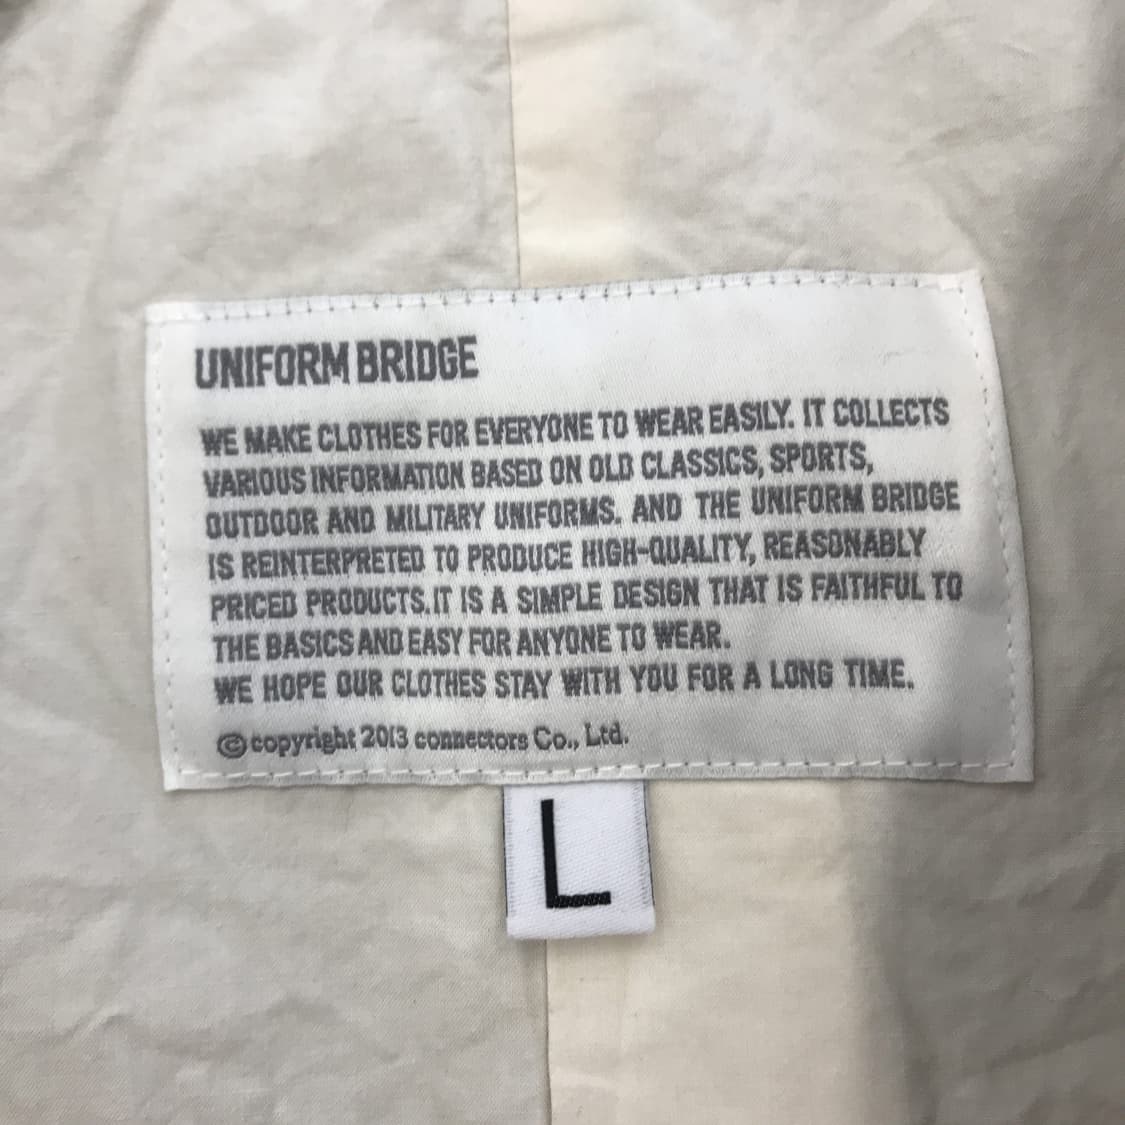 UNIFORM BRIDGE
WE MAKE CLOTHES FOR EVERYONE TO WEAR EASILY. IT COLLECTS
VARIOUS INFORMATION BASED ON OLD CLASSICS, SPORTS,
OUTDOOR AND MILITARY UNIFORMS. AND THE UNIFORM BRIDGE
IS REINTERPRETED TO PRODUCE HIGH-QUALITY, REASONABLY
PRICED PRODUCTS.IT IS A SIMPLE DESIGN THAT IS FAITHFUL TO
THE BASICS AND EASY FOR ANYONE TO WEAR.
WE HOPE OUR CLOTHES STAY WITH YOU FOR A LONG TIME.
© copyright 2013 connectors Co., Ltd.
L